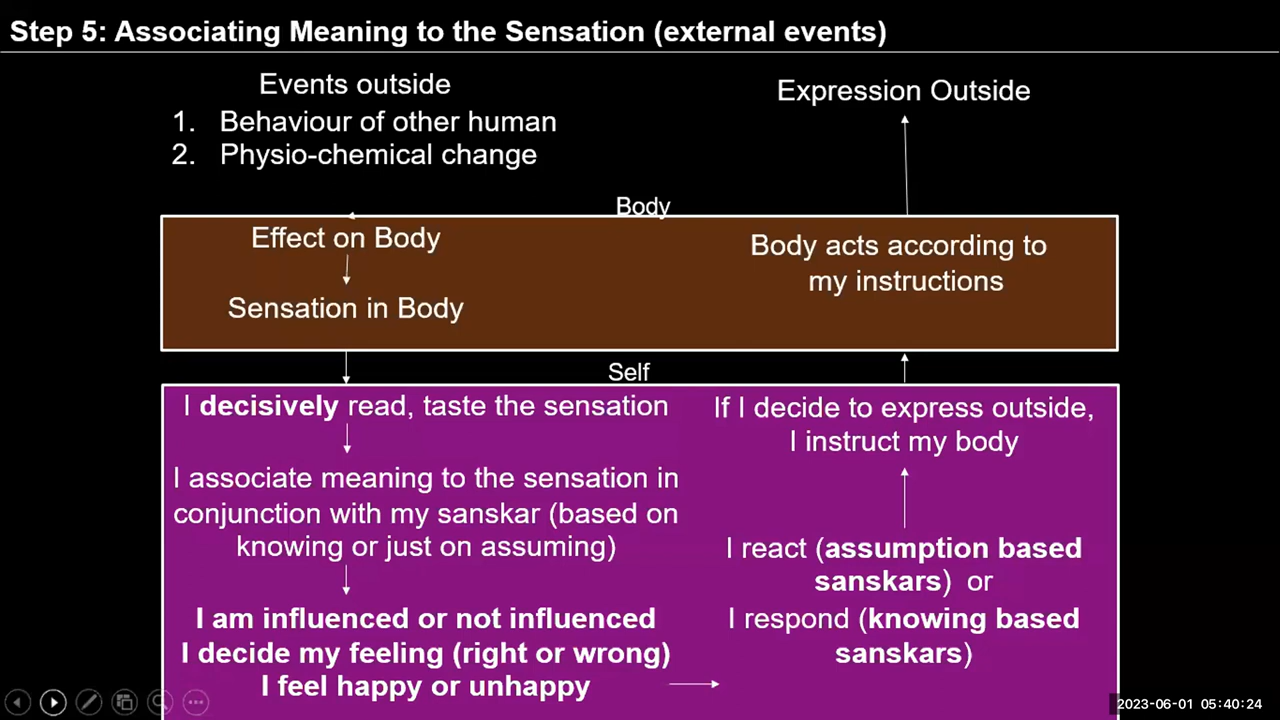 Step 5: Associating Meaning to the Sensation (external events)
Events outside
1. Behaviour of other human
2. Physio-chemical change
Expression Outside
Body
Effect on Body
Sensation in Body
Body acts according to
my instructions
Self
I decisively read, taste the sensation
I associate meaning to the sensation in
conjunction with my sanskar (based on
knowing or just on assuming)
I am influenced or not influenced
I decide my feeling (right or wrong)
I feel happy or unhappy
If I decide to express outside,
I instruct my body
I react (assumption based
sanskars) or
I respond (knowing based
sanskars)
2023-06-01 05:40:24